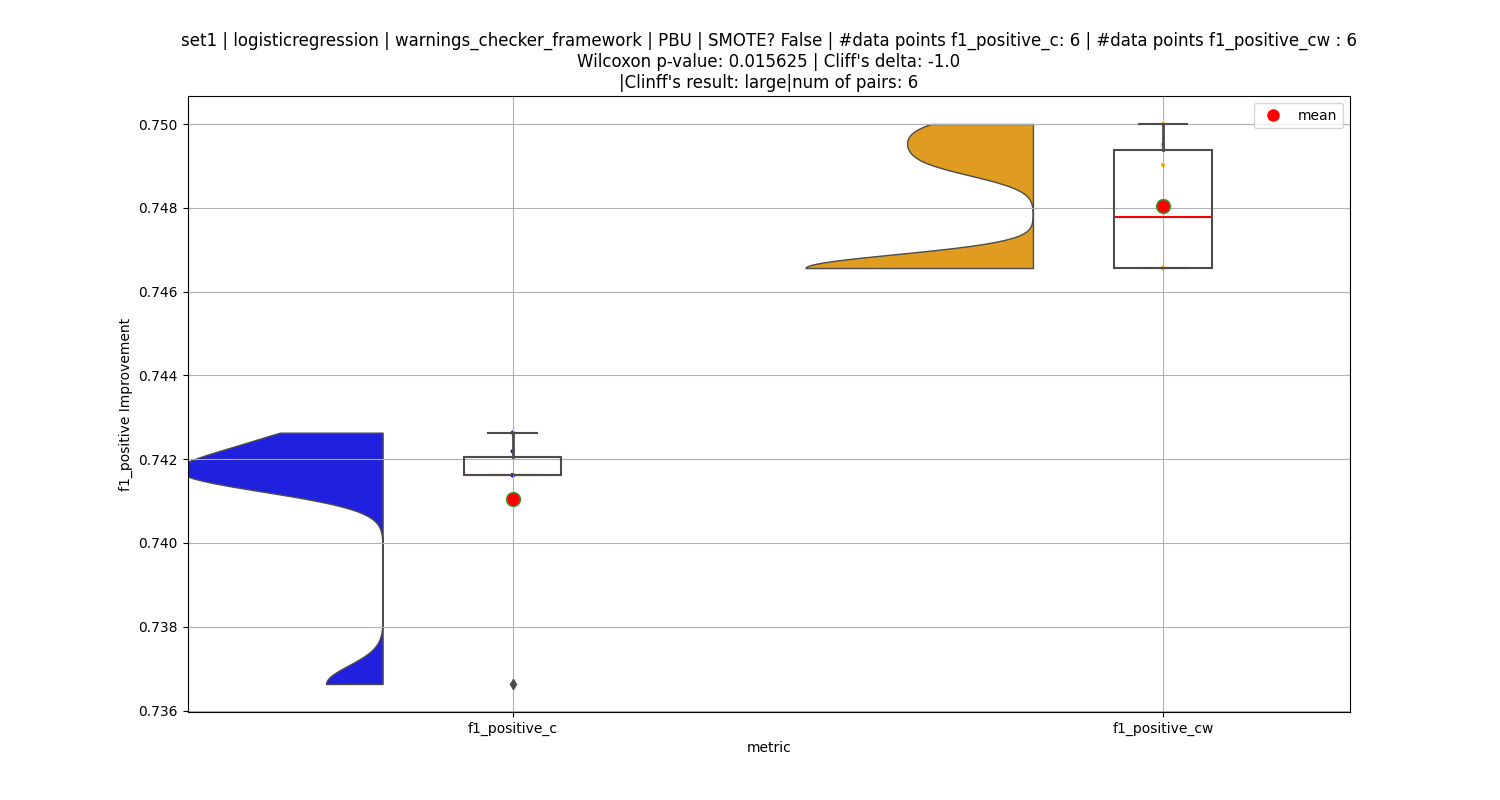 set1 | logisticregression | warnings_checker_framework | PBU | SMOTE? False | #data points f1_positive_c: 6 | #data points f1_positive_cw : 6
Wilcoxon p-value: 0.015625 | Cliff's delta: -1.0
|Clinff's result: large|num of pairs: 6
mean
0.750
0.748
0.746
0.744
0.742
0.740
0.738
0.736
f1_positive Improvement
f1_positive_c
f1_positive_cw
metric